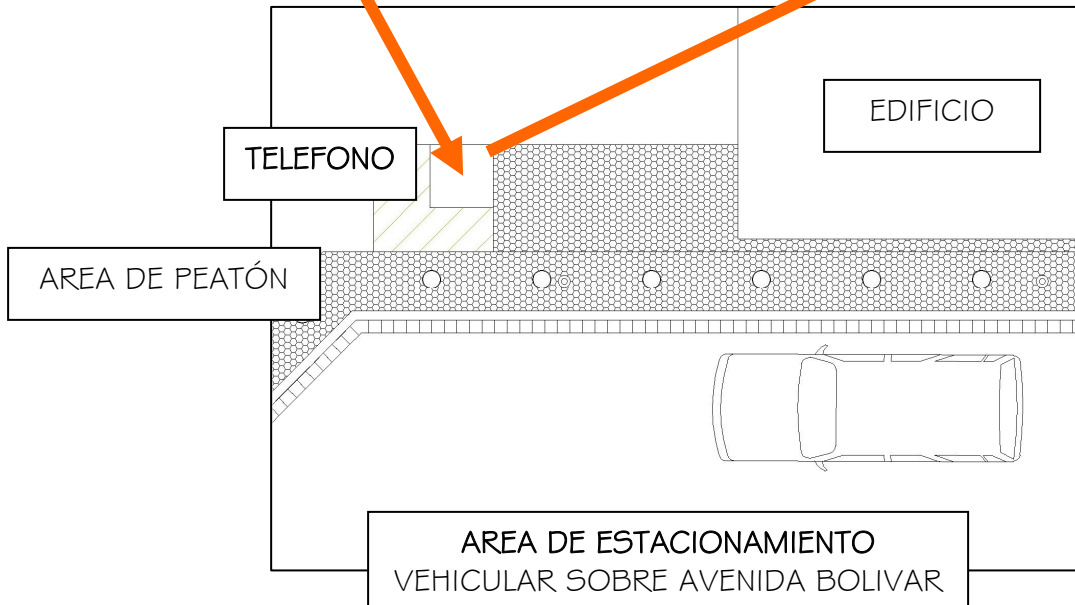 EDIFICIO
TELEFONO
AREA DE PEATÓN
AREA DE ESTACIONAMIENTO
VEHICULAR SOBRE AVENIDA BOLIVAR